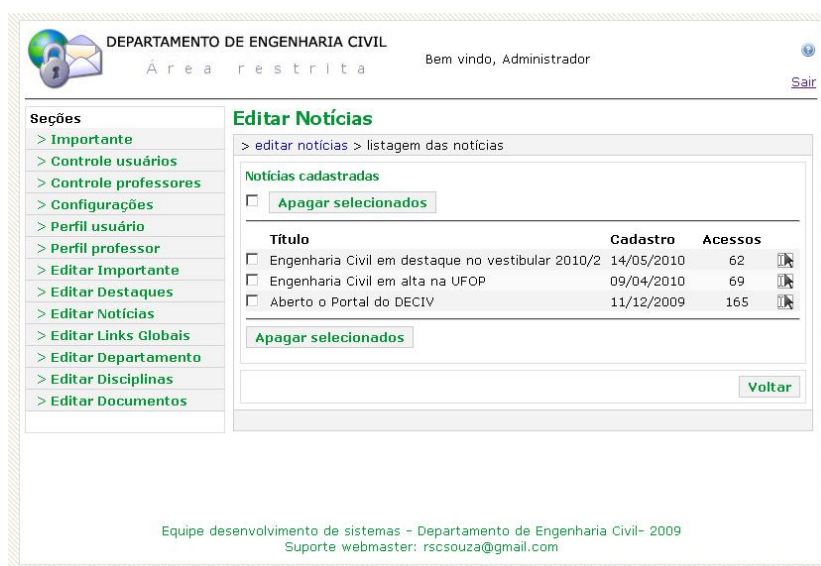 DEPARTAMENTO DE ENGENHARIA CIVIL
Área restrita
Bem vindo, Administrador
Sair
Seções
> Importante
> Controle usuários
> Controle professores
> Configurações
> Perfil usuário
> Perfil professor
> Editar Importante
> Editar Destaques
> Editar Notícias
> Editar Links Globais
> Editar Departamento
> Editar Disciplinas
> Editar Documentos
Editar Notícias
> editar notícias > listagem das notícias
Notícias cadastradas
Apagar selecionados
Título Cadastro Acessos
Engenharia Civil em destaque no vestibular 2010/2 14/05/2010 62
Engenharia Civil em alta na UFOP 09/04/2010 69
Aberto o Portal do DECIV 11/12/2009 165
Apagar selecionados
Voltar
Equipe desenvolvimento de sistemas - Departamento de Engenharia Civil- 2009
Suporte webmaster: rscsouza@gmail.com